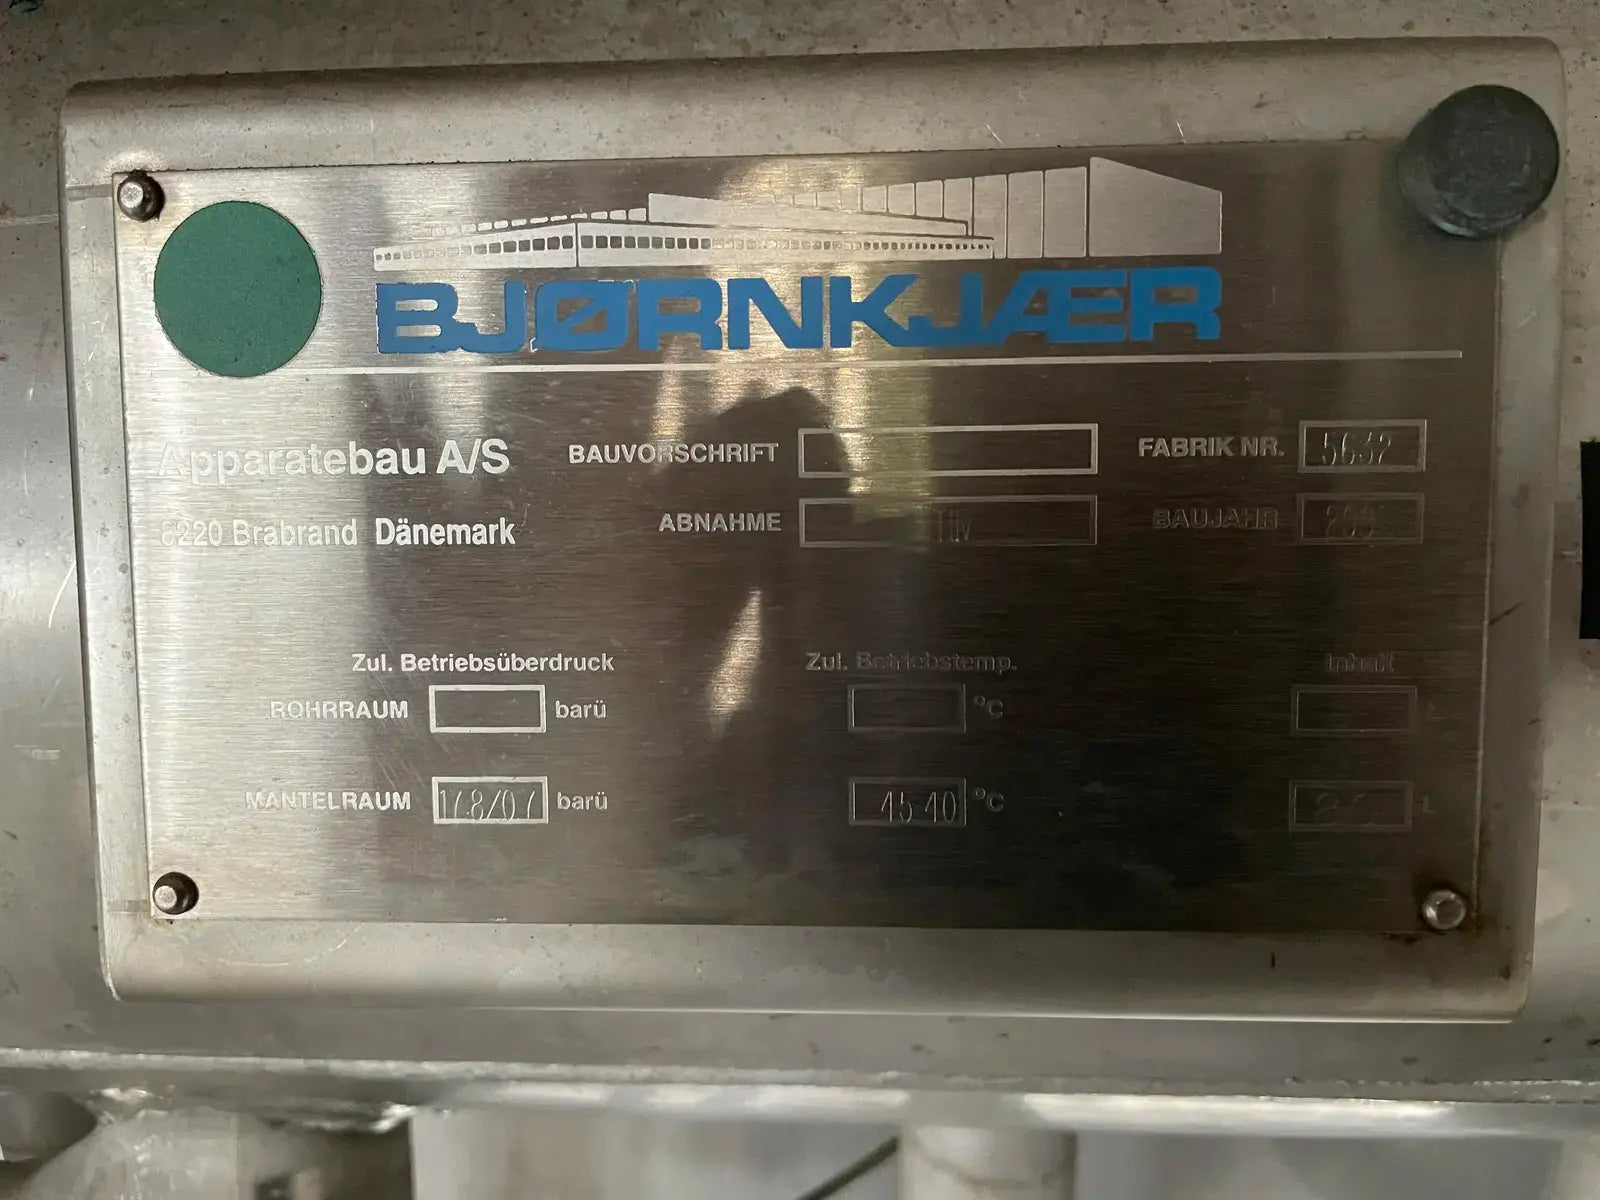 BJØRNKJÆR
Apparatebau A/S BAUVORSCHRIFT FABRIK NR.
8220 Brabrand Dänemark ABNAHME Tüv BAUJAHR
Zul. Betriebsüberdruck Zul. Betriebstemp. Inhalt
ROHRRAUM barü °C L
MANTELRAUM barü °C L